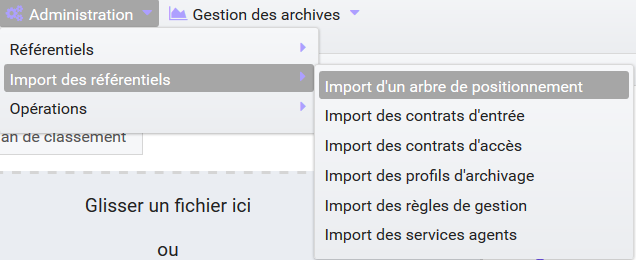 Administration Gestion des archives
Référentiels
Import des référentiels
Opérations
Import d'un arbre de positionnement
Import des contrats d'entrée
Import des contrats d'accès
Import des profils d'archivage
Import des règles de gestion
Import des services agents
an de classement
Glisser un fichier ici
ou